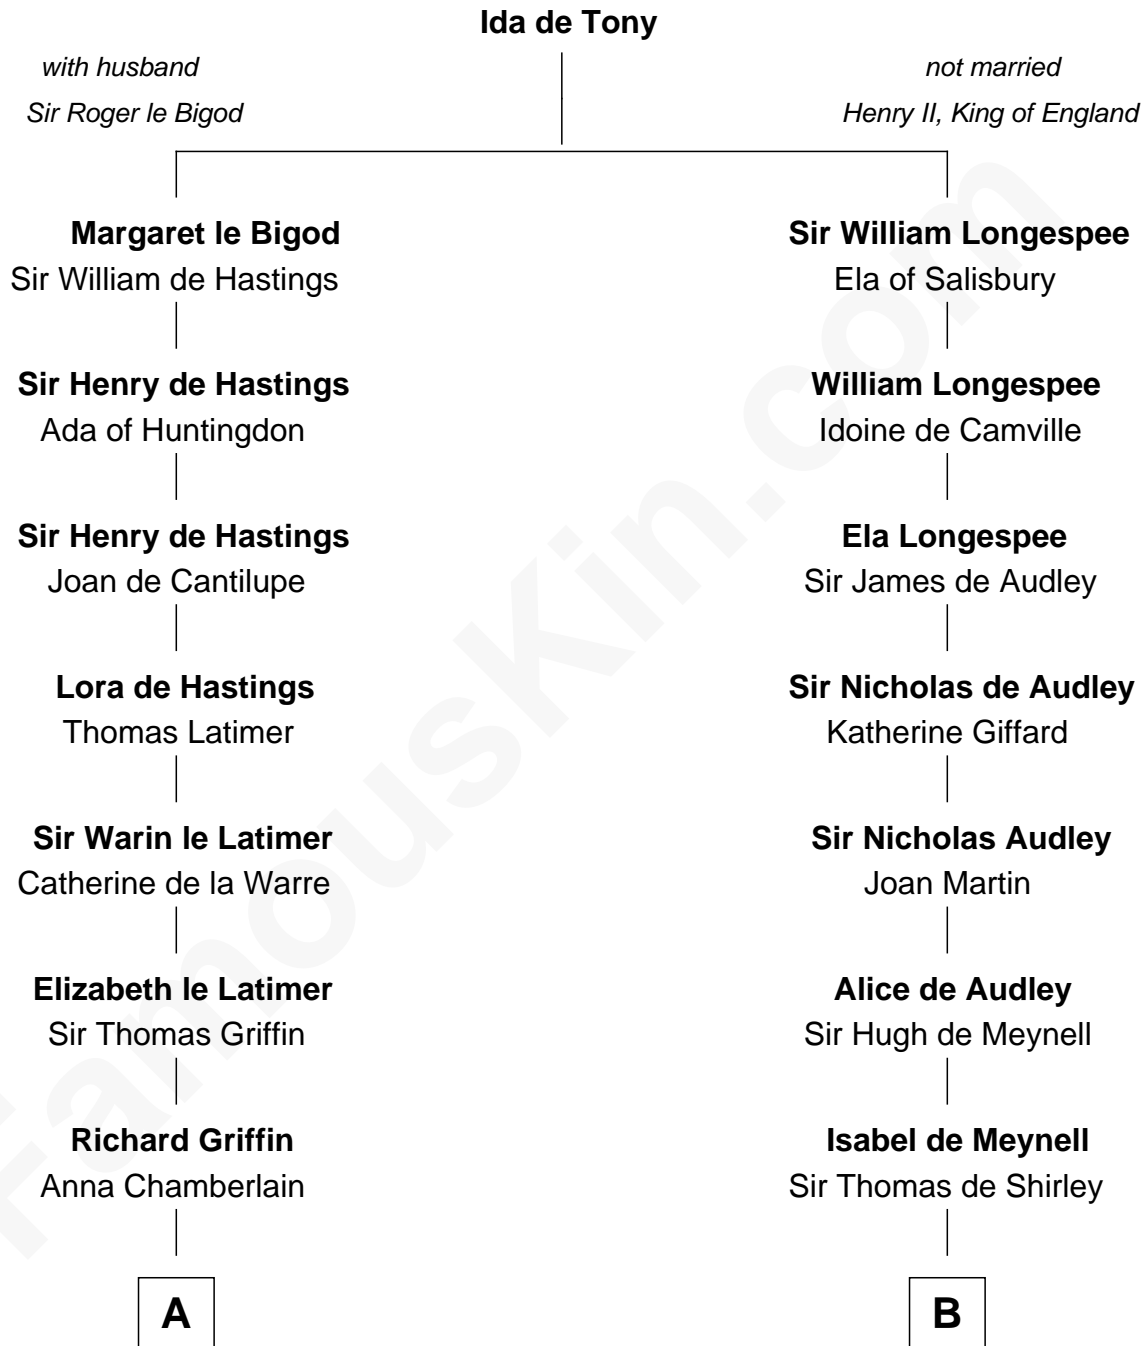 Ida de Tony
with husband
Sir Roger le Bigod
not married
Henry II, King of England
Margaret le Bigod
Sir William de Hastings
Sir William Longespee
Ela of Salisbury
Sir Henry de Hastings
Ada of Huntingdon
William Longespee
Idoine de Camville
Sir Henry de Hastings
Joan de Cantilupe
Ela Longespee
Sir James de Audley
Lora de Hastings
Thomas Latimer
Sir Nicholas de Audley
Katherine Giffard
Sir Warin le Latimer
Catherine de la Warre
Sir Nicholas Audley
Joan Martin
Elizabeth le Latimer
Sir Thomas Griffin
Alice de Audley
Sir Hugh de Meynell
Richard Griffin
Anna Chamberlain
Isabel de Meynell
Sir Thomas de Shirley
A
B
FamousKin.com